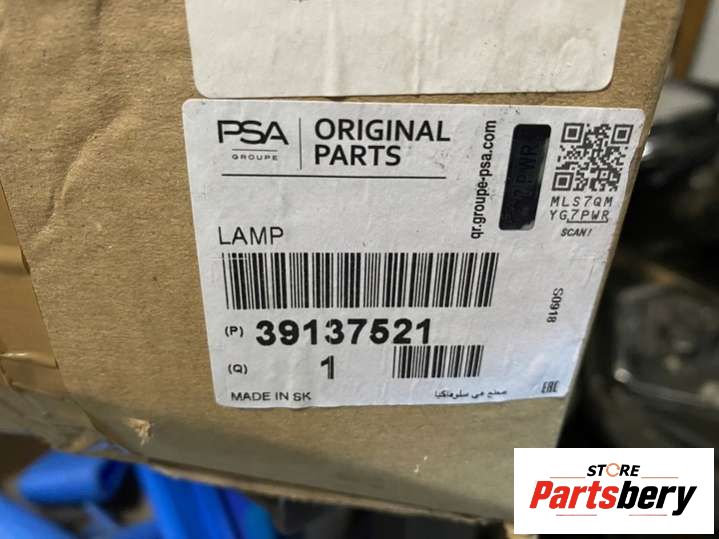 PSA
GROUPE
ORIGINAL
PARTS
qr.groupe-psa.com
MLS7QM
YG7PWR
SCAN!
LAMP
S0918
(P) 39137521
(Q) 1
MADE IN SK
صنع في سلوفاكيا
EAC
STORE
Partsbery